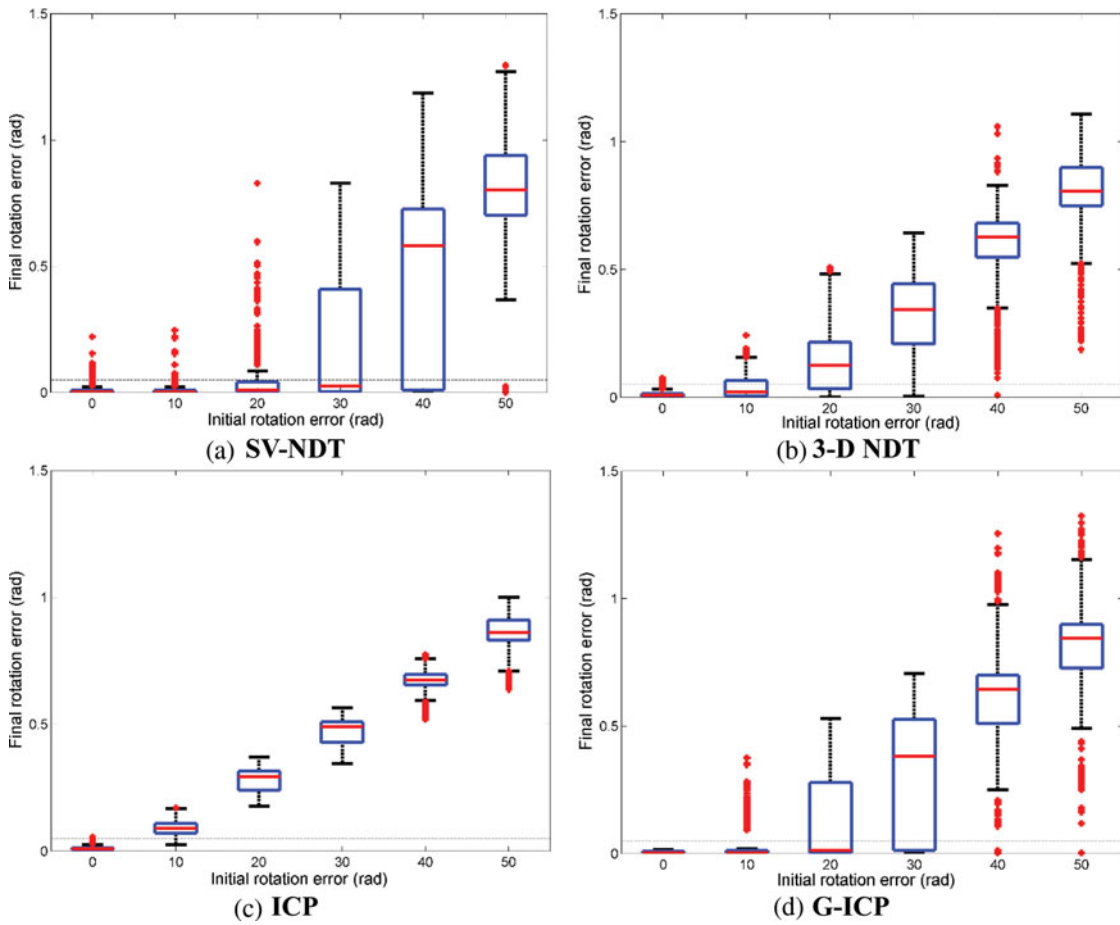 1.5
1
0.5
0
Final rotation error (rad)
0 10 20 30 40 50
Initial rotation error (rad)
(a) SV-NDT
1.5
1
0.5
0
Final rotation error (rad)
0 10 20 30 40 50
Initial rotation error (rad)
(b) 3-D NDT
1.5
1
0.5
0
Final rotation error (rad)
0 10 20 30 40 50
Initial rotation error (rad)
(c) ICP
1.5
1
0.5
0
Final rotation error (rad)
0 10 20 30 40 50
Initial rotation error (rad)
(d) G-ICP